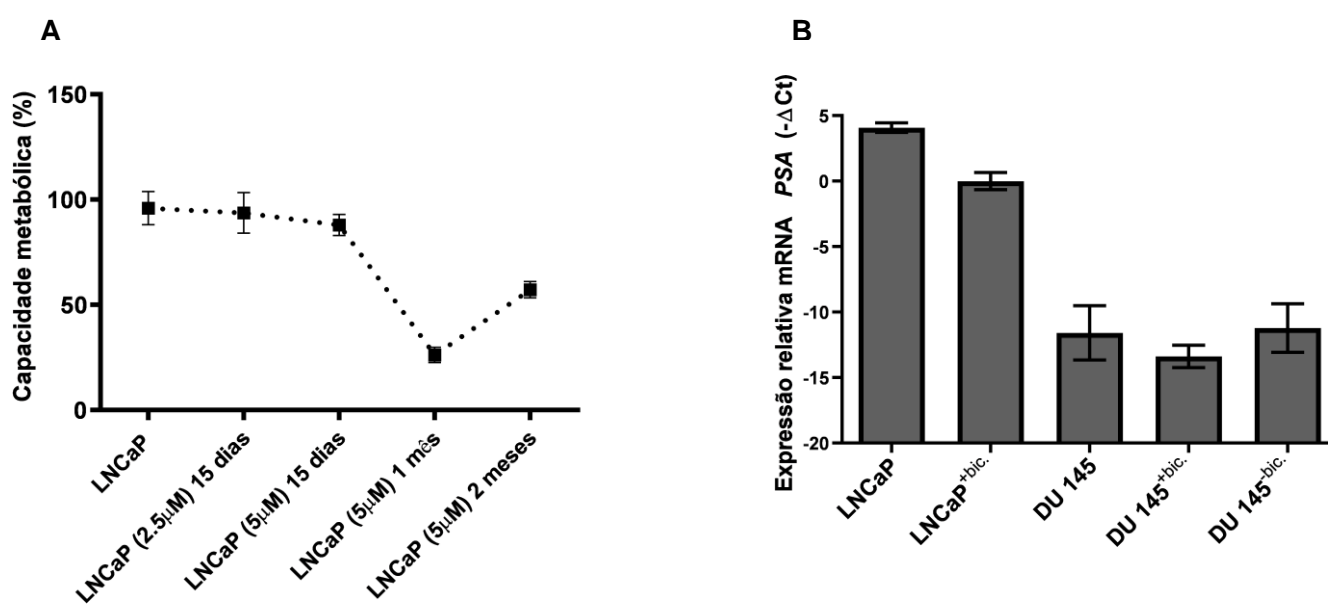 A
Capacidade metabólica (%)
150
100
50
0
LNCaP
LNCaP (2.5μM) 15 dias
LNCaP (5μM) 15 dias
LNCaP (5μM) 1 mês
LNCaP (5μM) 2 meses
B
Expressão relativa mRNA PSA (-ΔCt)
5
0
-5
-10
-15
-20
LNCaP
LNCaP+bic.
DU 145
DU 145+bic.
DU 145-bic.